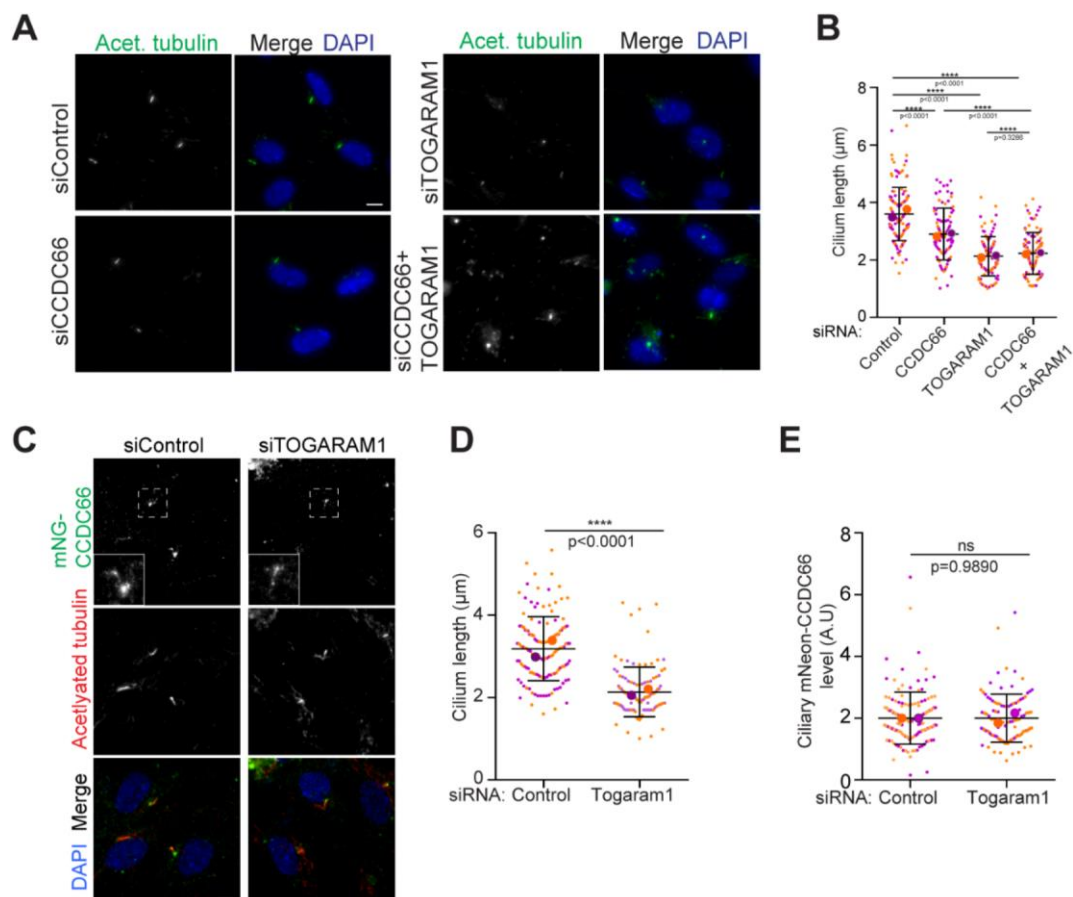 A
Acet. tubulin
Merge DAPI
Acet. tubulin
Merge DAPI
siControl
siTOGARAM1
siCCDC66
siCCDC66+
TOGARAM1
B
****
p<0.0001
****
p<0.0001
****
p<0.0001
****
p<0.0001
****
p=0.3286
Cilium length (µm)
8
6
4
2
0
siRNA:
Control
CCDC66
TOGARAM1
CCDC66
+
TOGARAM1
C
siControl
siTOGARAM1
mNG-
CCDC66
Acetlyated tubulin
DAPI Merge
D
****
p<0.0001
Cilium length (µm)
6
4
2
0
siRNA: Control
Togaram1
E
ns
p=0.9890
Ciliary mNeon-CCDC66
level (A.U)
8
6
4
2
0
siRNA: Control
Togaram1